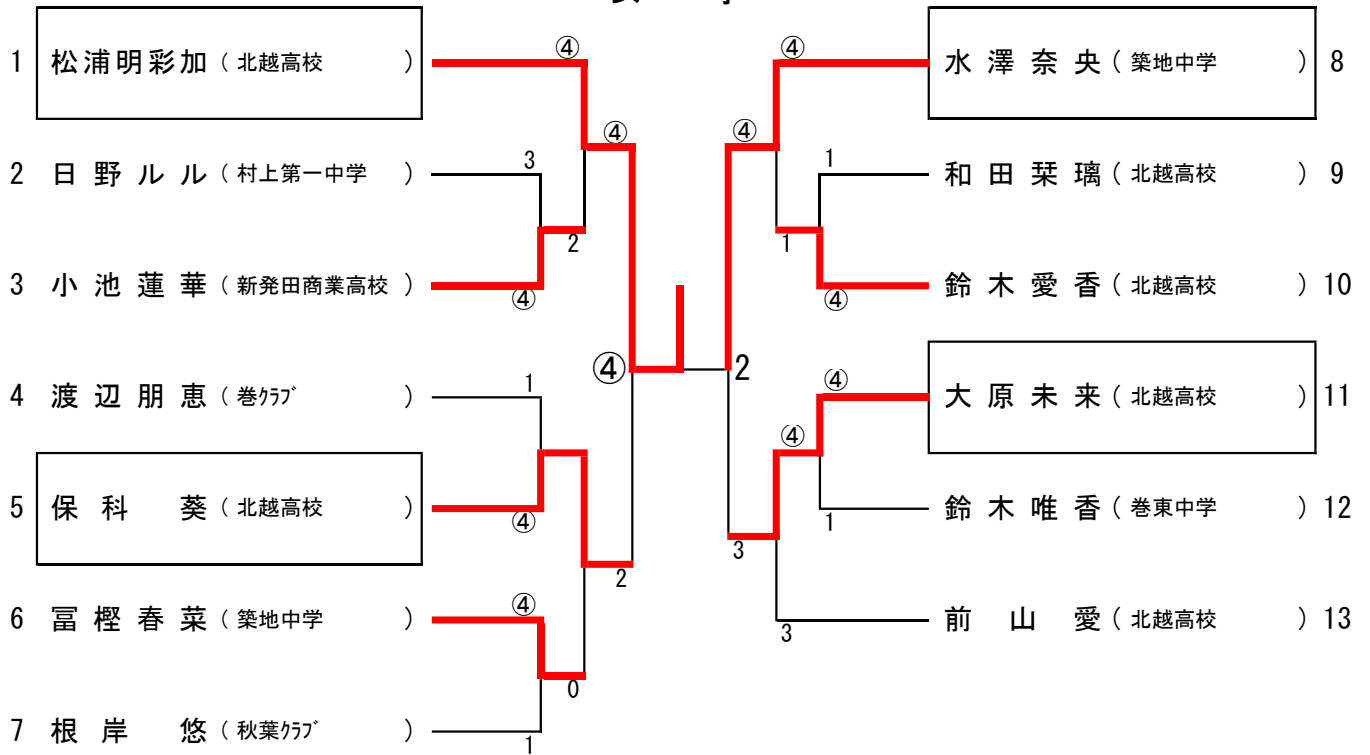 ④ ④
1 松浦明彩加 ( 北越高校 ) 水澤奈央 ( 築地中学 ) 8
④ ④
3 1
2 日野ルル ( 村上第一中学 ) 和田栞璃 ( 北越高校 ) 9
2 1
3 小池蓮華 ( 新発田商業高校 ) 鈴木愛香 ( 北越高校 ) 10
④ ④
④ 2
1 ④
4 渡辺朋恵 ( 巻クラブ ) 大原未来 ( 北越高校 ) 11
④
5 保科 葵 ( 北越高校 ) 鈴木唯香 ( 巻東中学 ) 12
④ 1
3
2
④
6 冨樫春菜 ( 築地中学 ) 前山 愛 ( 北越高校 ) 13
3
0
7 根岸 悠 ( 秋葉クラブ )
1